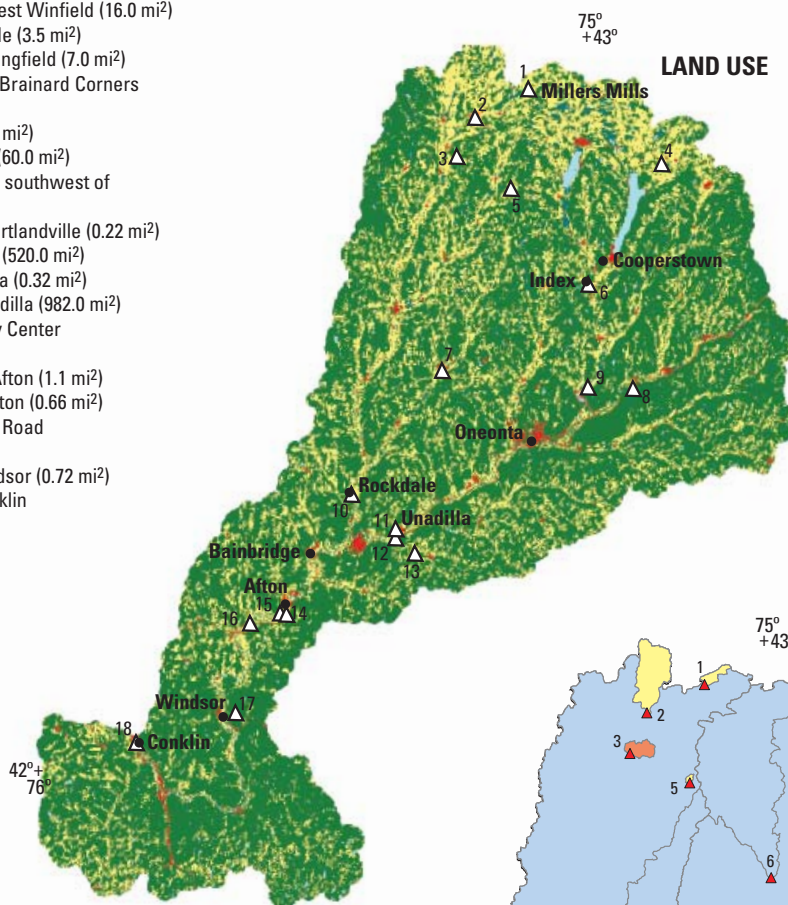 est Winfield (16.0 mi²)
le (3.5 mi²)
ngfield (7.0 mi²)
Brainard Corners
mi²)
(60.0 mi²)
southwest of
rtlandville (0.22 mi²)
(520.0 mi²)
a (0.32 mi²)
adilla (982.0 mi²)
y Center
Afton (1.1 mi²)
ton (0.66 mi²)
Road
dsor (0.72 mi²)
klin
75º
+43º
LAND USE
1
Millers Mills
2
3
4
5
Cooperstown
Index
6
7
9
8
Oneonta
Rockdale
10
11
Unadilla
12
13
Bainbridge
Afton
15
14
16
Windsor
17
18
Conklin
42º+
76º
75º
+43
1
2
3
5
6